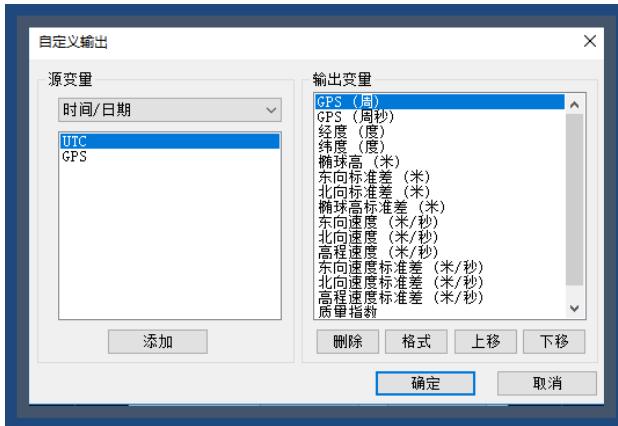 自定义输出
源变量
时间/日期
UTC
GPS
添加
输出变量
GPS (周)
GPS (周秒)
经度 (度)
纬度 (度)
椭球高 (米)
东向标准差 (米)
北向标准差 (米)
椭球高标准差 (米)
东向速度 (米/秒)
北向速度 (米/秒)
高程速度 (米/秒)
东向速度标准差 (米/秒)
北向速度标准差 (米/秒)
高程速度标准差 (米/秒)
质量指数
删除
格式
上移
下移
确定
取消